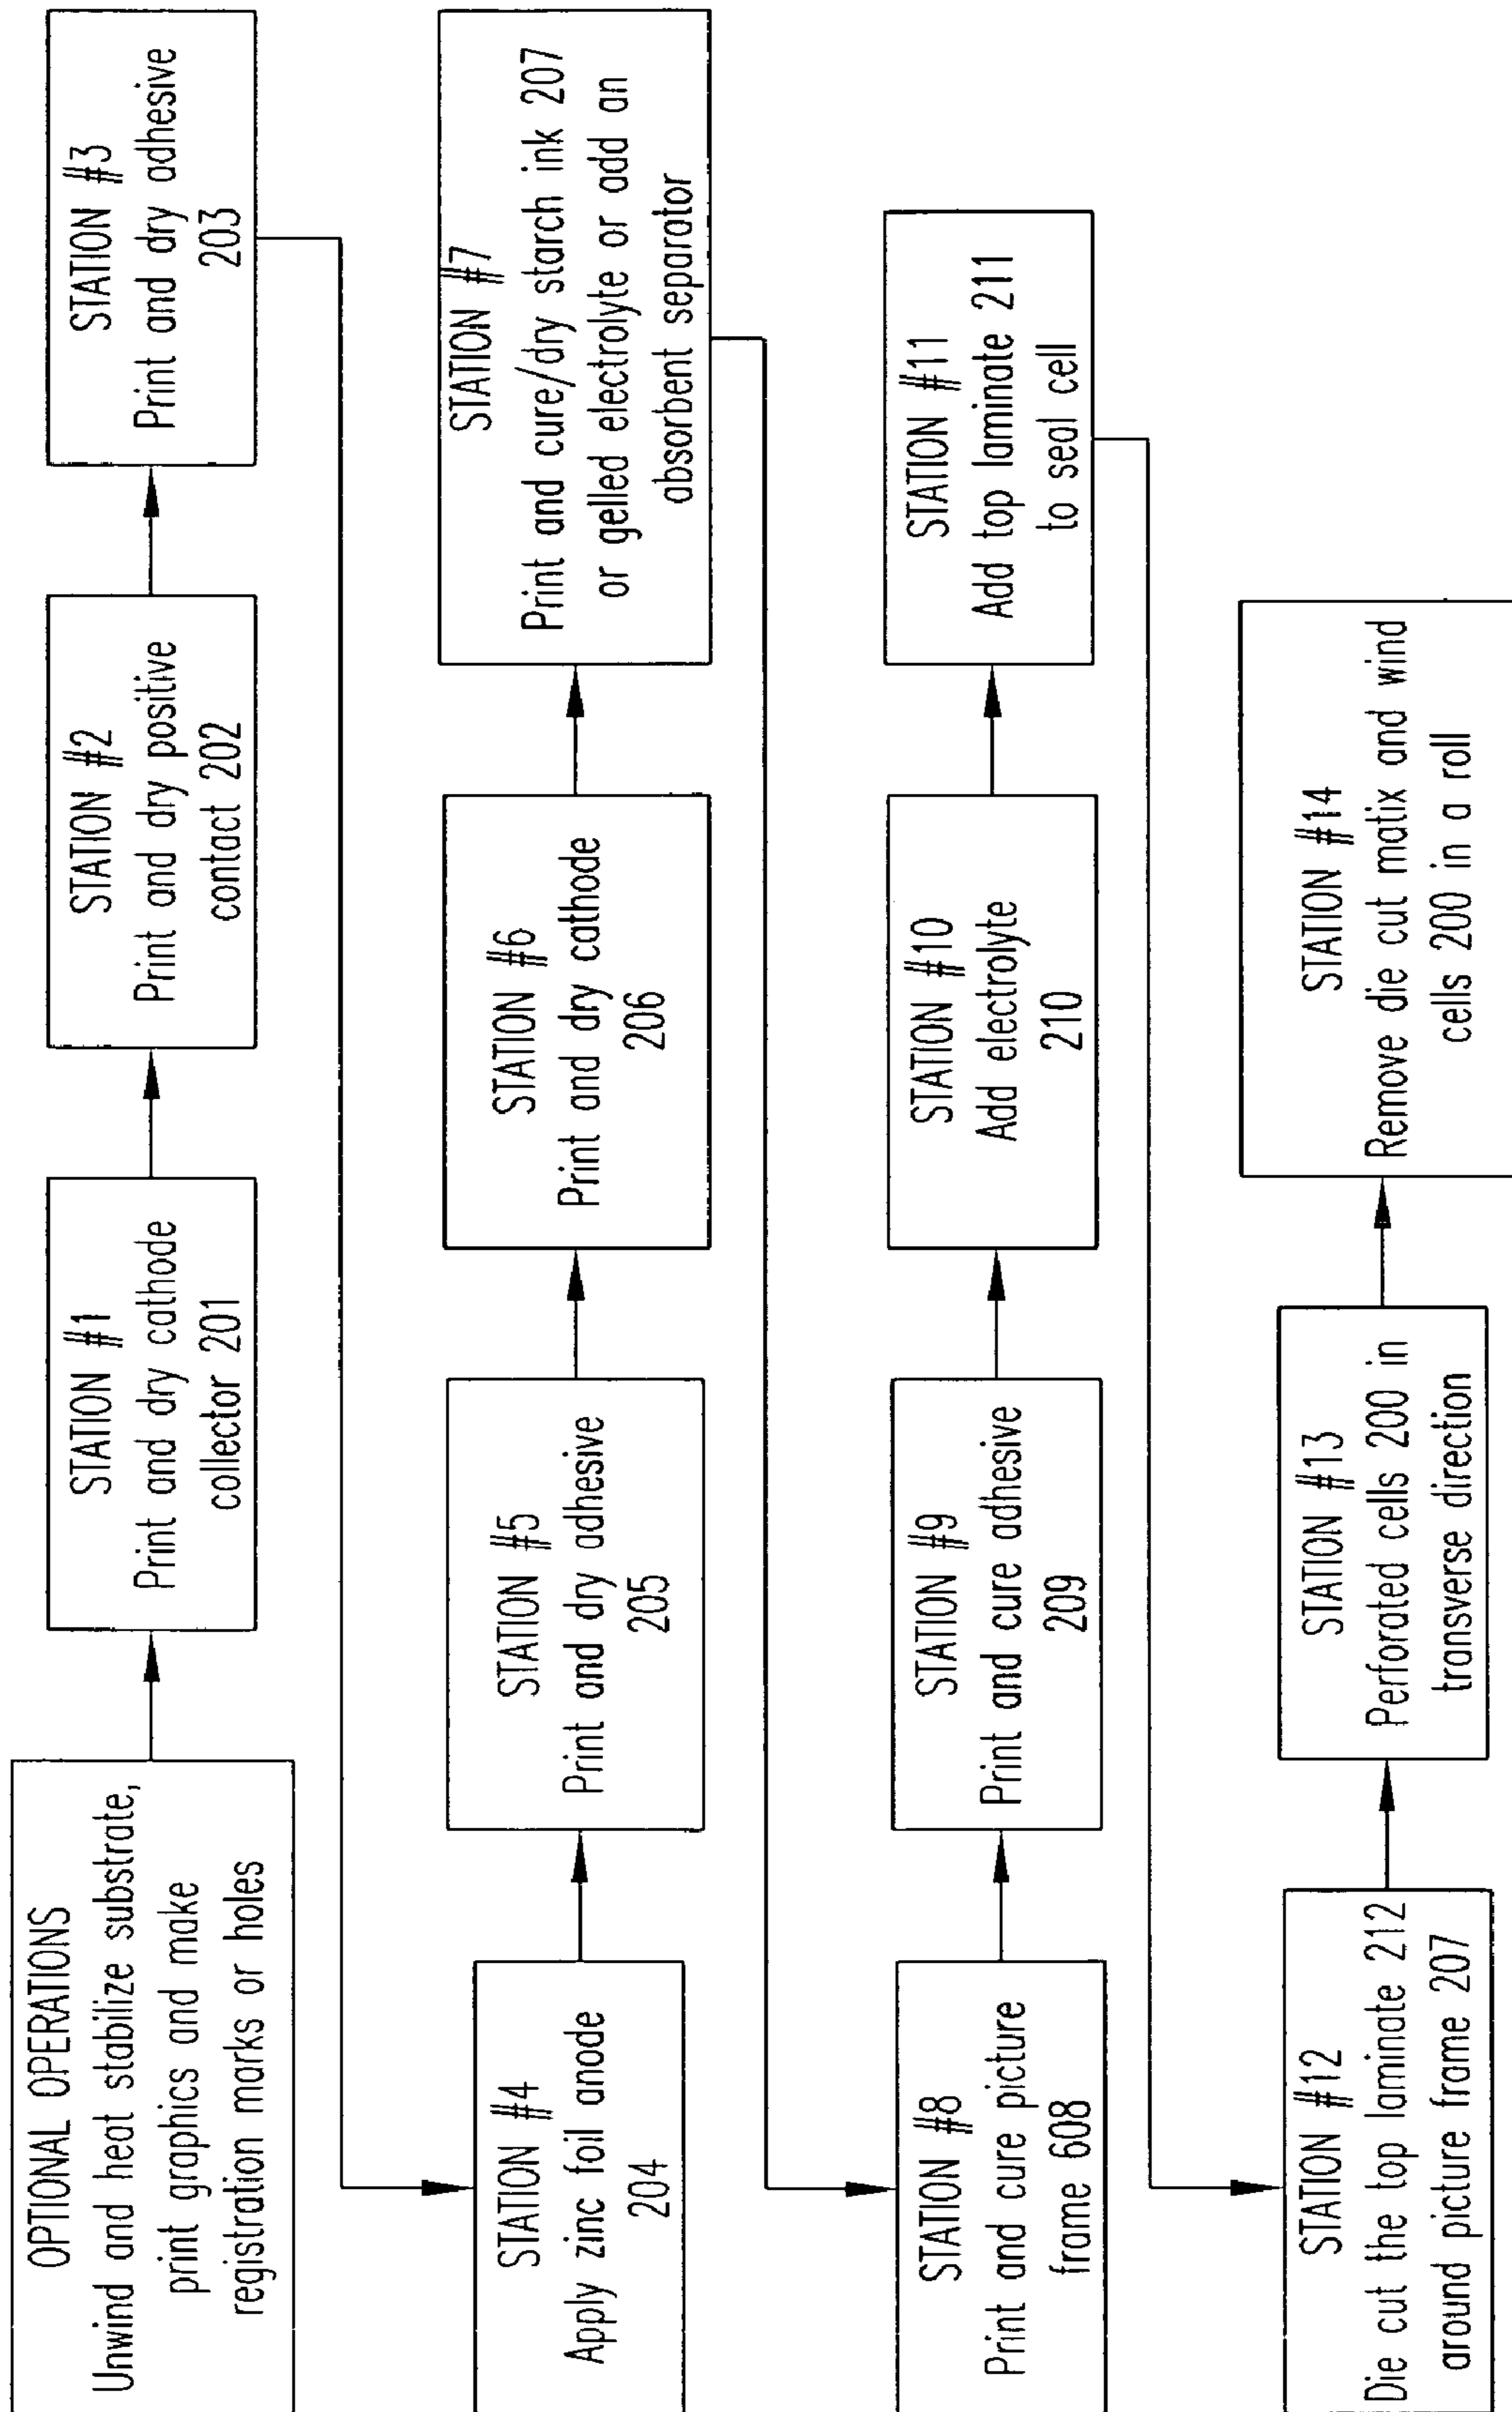 OPTIONAL OPERATIONS
Unwind and heat stabilize substrate,
print graphics and make
registration marks or holes
STATION #1
Print and dry cathode
collector 201
STATION #2
Print and dry positive
contact 202
STATION #3
Print and dry adhesive
203
STATION #4
Apply zinc foil anode
204
STATION #5
Print and dry adhesive
205
STATION #6
Print and dry cathode
206
STATION #7
Print and cure/dry starch ink 207
or gelled electrolyte or add an
absorbent separator
STATION #8
Print and cure picture
frame 608
STATION #9
Print and cure adhesive
209
STATION #10
Add electrolyte
210
STATION #11
Add top laminate 211
to seal cell
STATION #12
Die cut the top laminate 212
around picture frame 207
STATION #13
Perforated cells 200 in
transverse direction
STATION #14
Remove die cut matix and wind
cells 200 in a roll